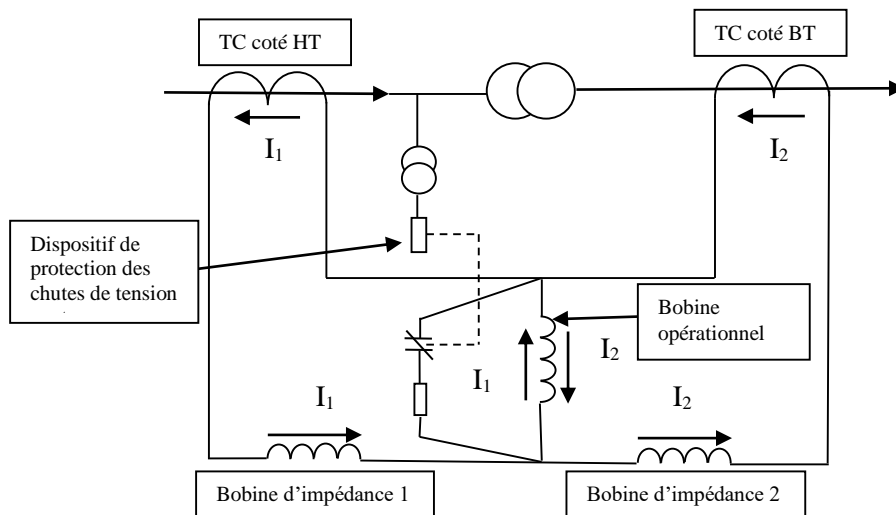 TC coté HT
TC coté BT
I₁
I₂
Dispositif de
protection des
chutes de tension
Bobine
opérationnel
I₁
I₂
I₁
I₂
Bobine d'impédance 1
Bobine d'impédance 2